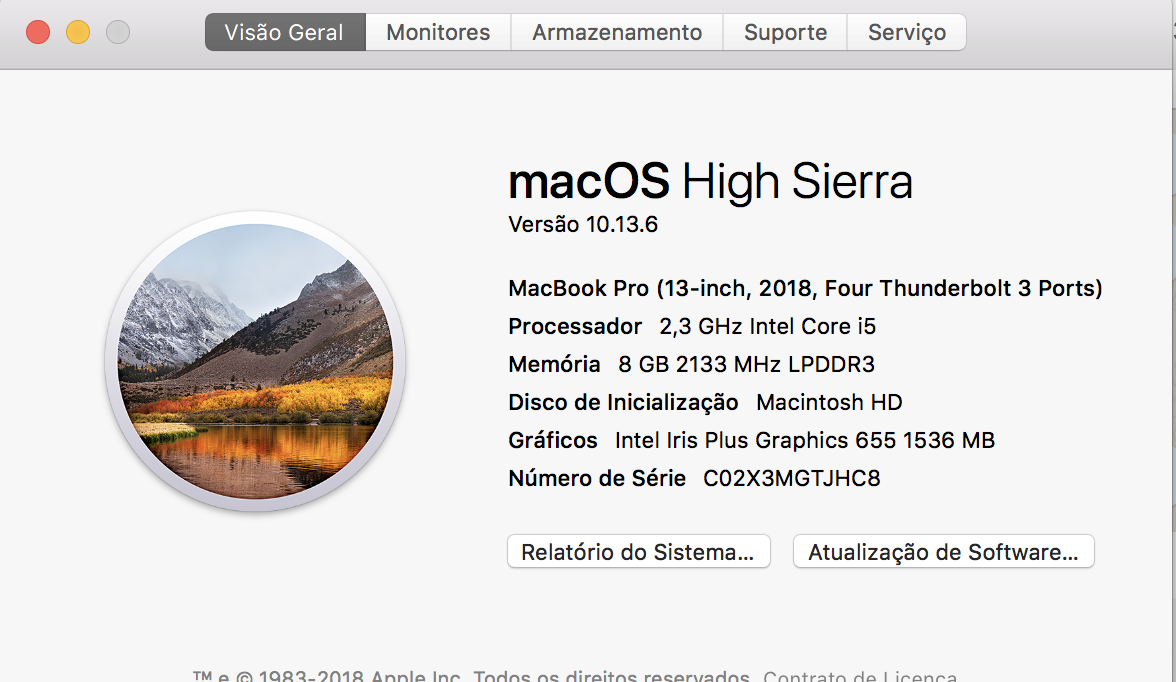 Visão Geral Monitores Armazenamento Suporte Serviço
macOS High Sierra
Versão 10.13.6
MacBook Pro (13-inch, 2018, Four Thunderbolt 3 Ports)
Processador 2,3 GHz Intel Core i5
Memória 8 GB 2133 MHz LPDDR3
Disco de Inicialização Macintosh HD
Gráficos Intel Iris Plus Graphics 655 1536 MB
Número de Série C02X3MGTJHC8
Relatório do Sistema... Atualização de Software...
™ e © 1983-2018 Apple Inc. Todos os direitos reservados. Contrato de Licença